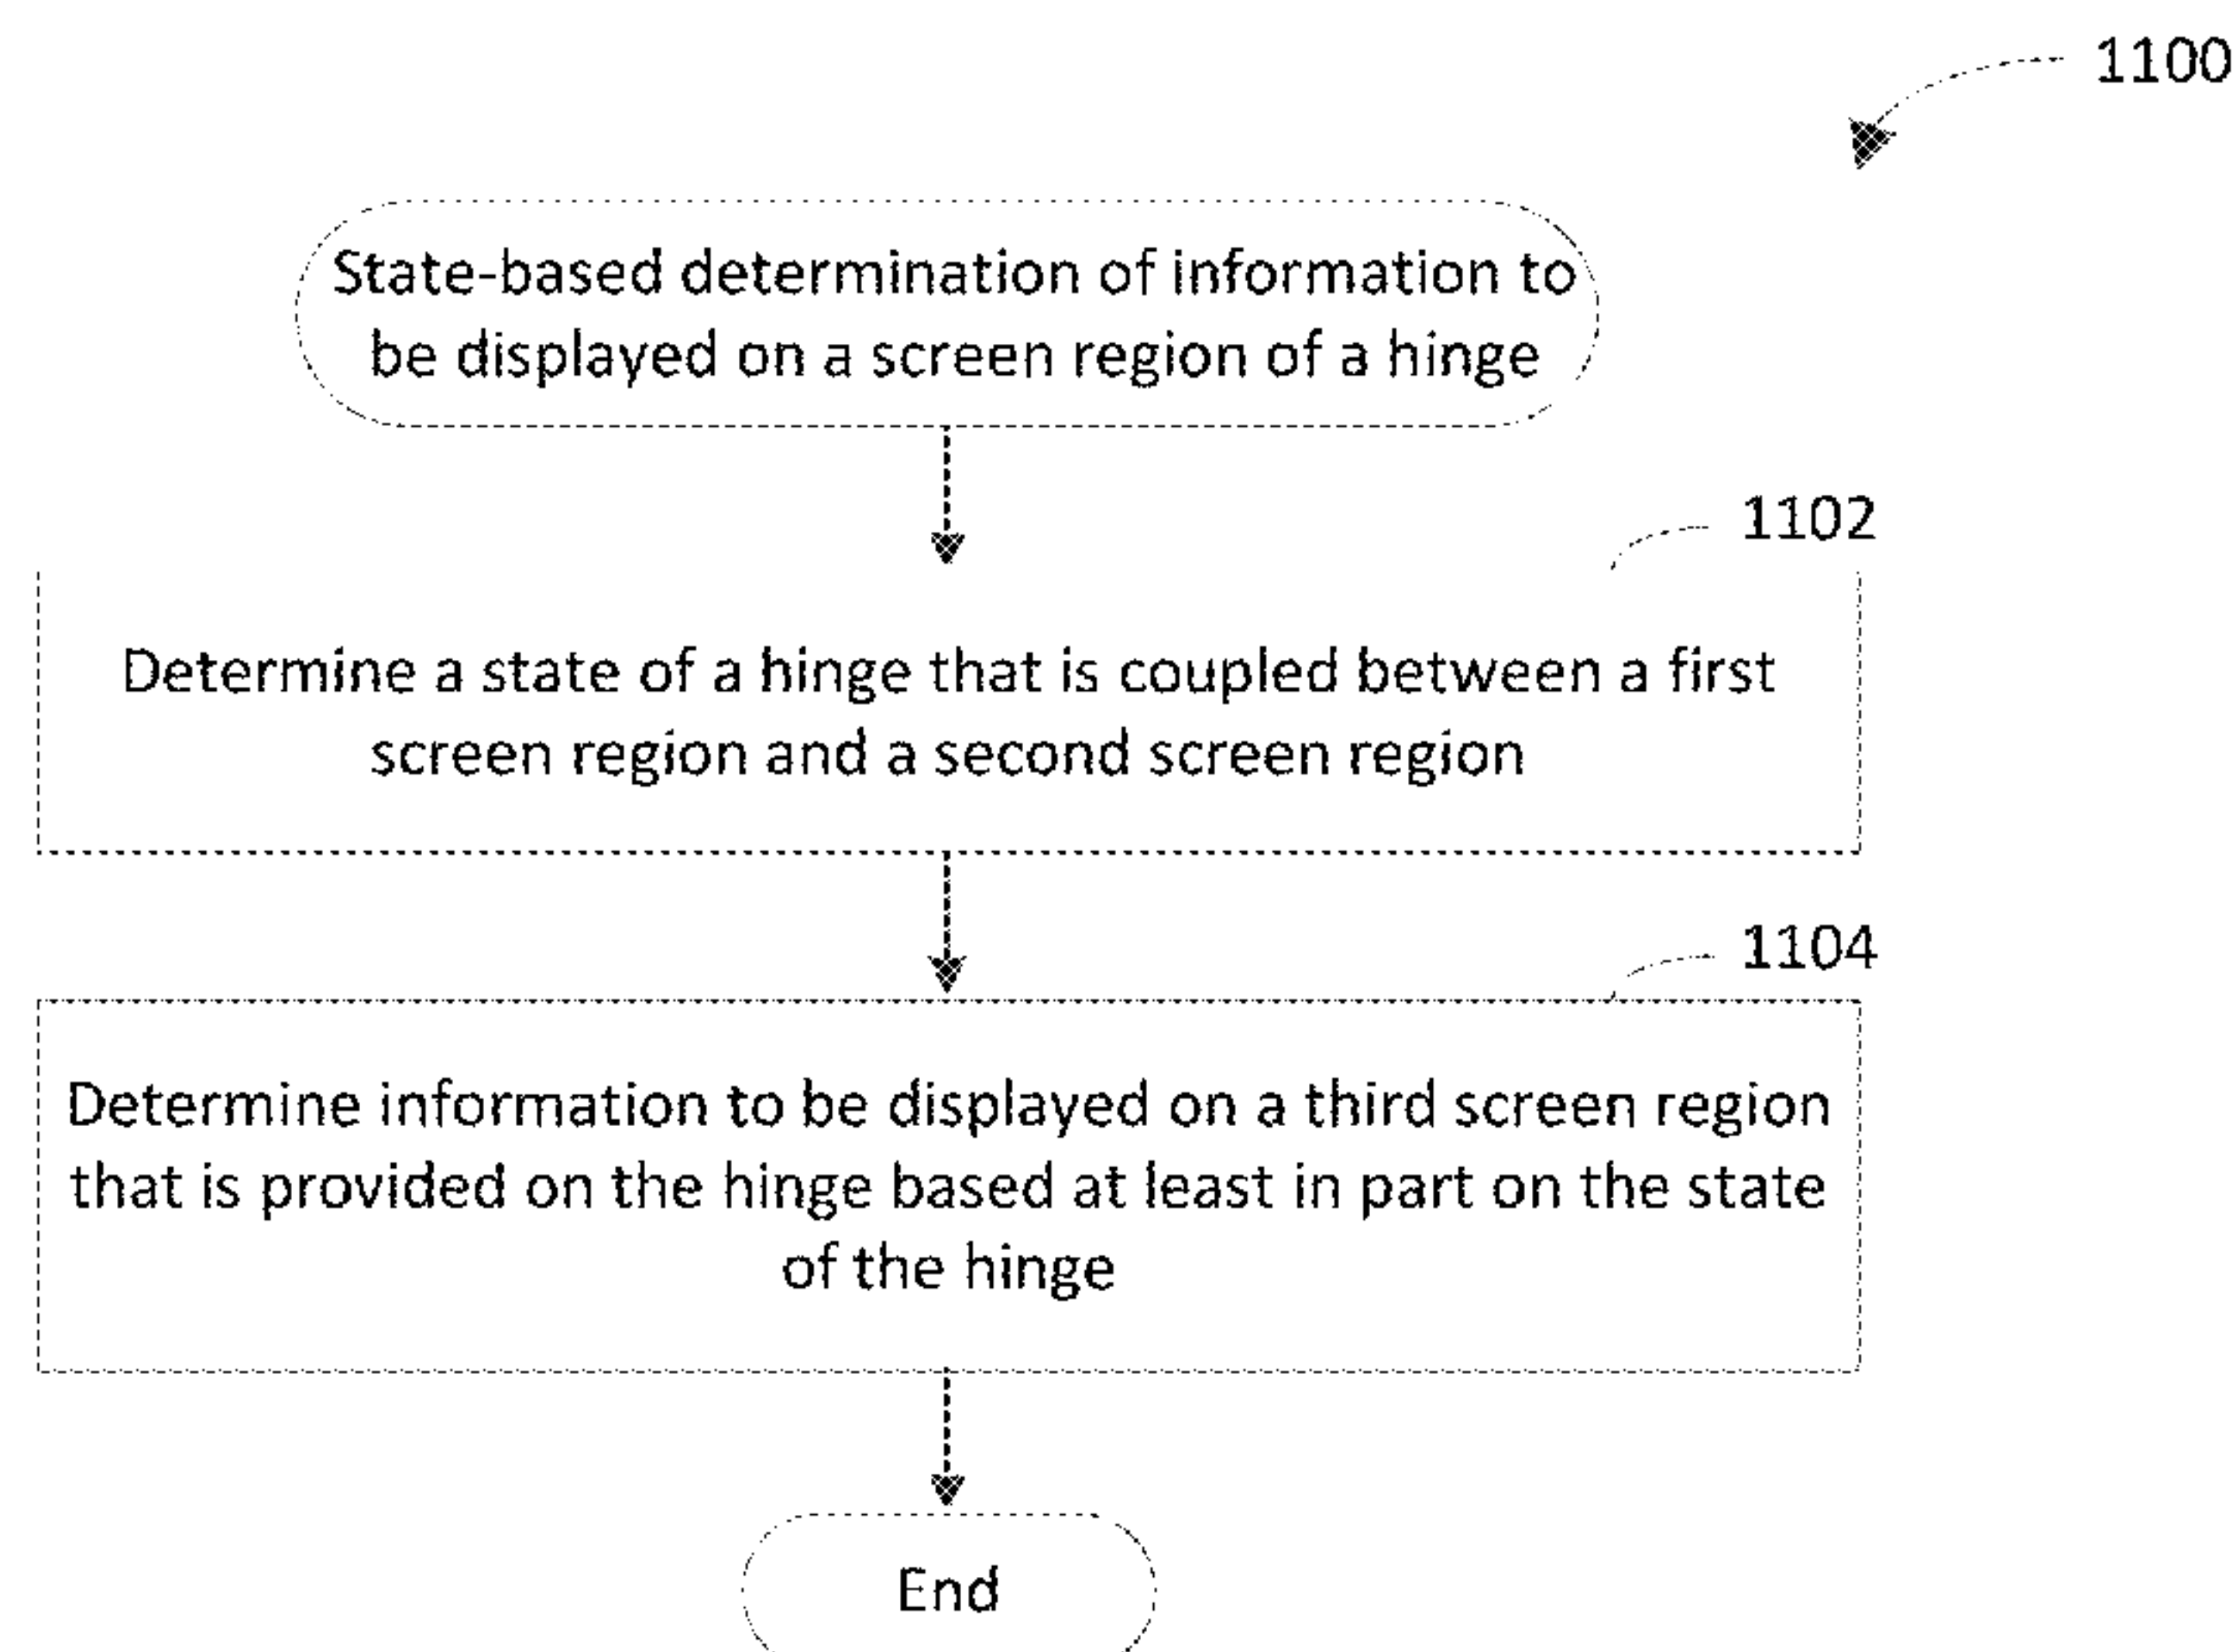 1100
State-based determination of information to
be displayed on a screen region of a hinge
1102
Determine a state of a hinge that is coupled between a first
screen region and a second screen region
1104
Determine information to be displayed on a third screen region
that is provided on the hinge based at least in part on the state
of the hinge
End